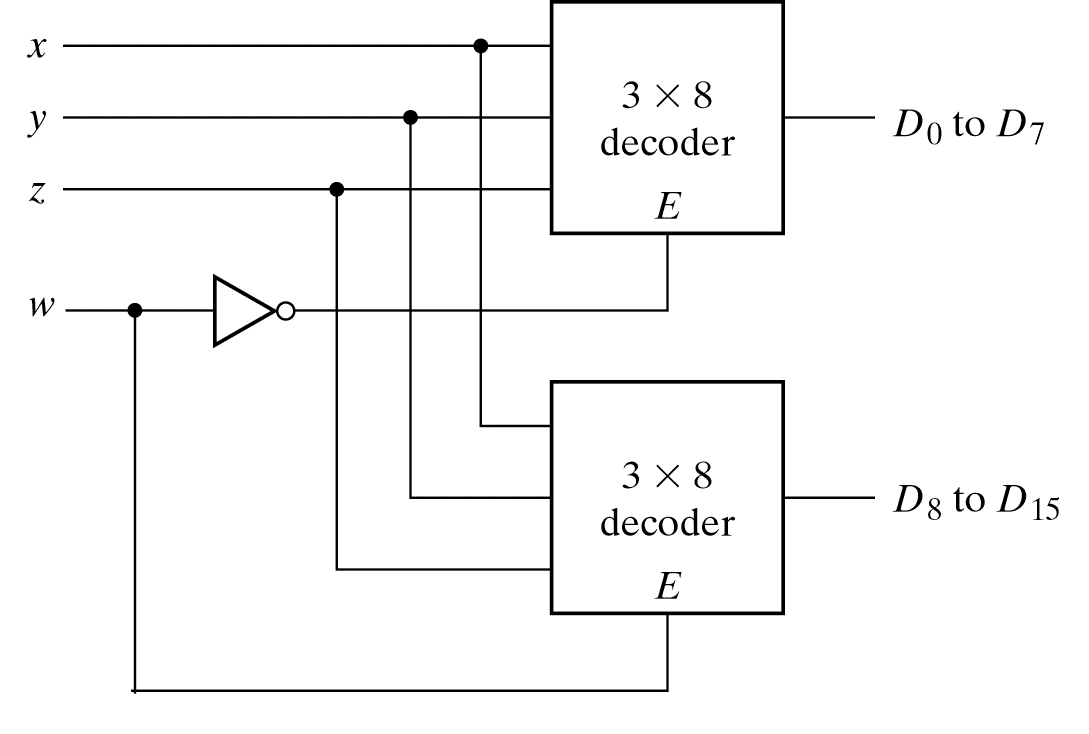 x
y
z
w
3 × 8
decoder
E
D₀ to D₇
3 × 8
decoder
E
D₈ to D₁₅